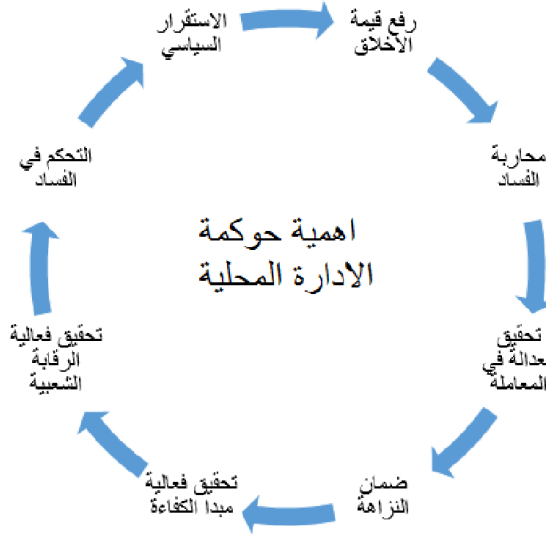 رفع قيمة
الاخلاق
محاربة
الفساد
تحقيق
عدالة في
المعاملة
ضمان
النزاهة
تحقيق فعالية
مبدا الكفاءة
تحقيق فعالية
الرقابة
الشعبية
التحكم في
الفساد
الاستقرار
السياسي
اهمية حوكمة
الادارة المحلية